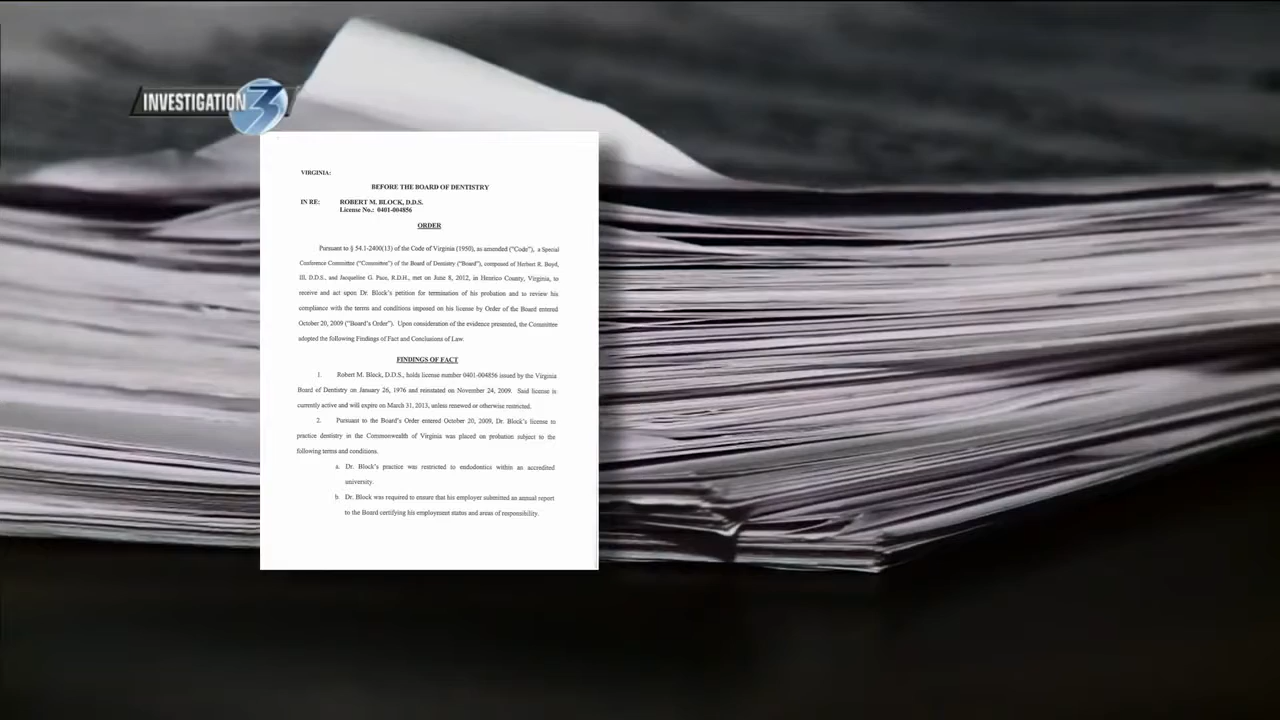 INVESTIGATION 3
VIRGINIA:
BEFORE THE BOARD OF DENTISTRY
IN RE: ROBERT M. BLOCK, D.D.S.
License No.: 0401-004856
ORDER
Pursuant to § 54.1-2400(13) of the Code of Virginia (1950), as amended ("Code"), a Special
Conference Committee ("Committee") of the Board of Dentistry ("Board"), composed of Herbert R. Boyd,
III, D.D.S., and Jacqueline G. Pace, R.D.H., met on June 8, 2012, in Henrico County, Virginia, to
receive and act upon Dr. Block's petition for termination of his probation and to review his
compliance with the terms and conditions imposed on his license by Order of the Board entered
October 20, 2009 ("Board's Order"). Upon consideration of the evidence presented, the Committee
adopted the following Findings of Fact and Conclusions of Law.
FINDINGS OF FACT
1. Robert M. Block, D.D.S., holds license number 0401-004856 issued by the Virginia
Board of Dentistry on January 26, 1976 and reinstated on November 24, 2009. Said license is
currently active and will expire on March 31, 2013, unless renewed or otherwise restricted.
2. Pursuant to the Board's Order entered October 20, 2009, Dr. Block's license to
practice dentistry in the Commonwealth of Virginia was placed on probation subject to the
following terms and conditions.
a. Dr. Block's practice was restricted to endodontics within an accredited
university.
b. Dr. Block was required to ensure that his employer submitted an annual report
to the Board certifying his employment status and areas of responsibility.